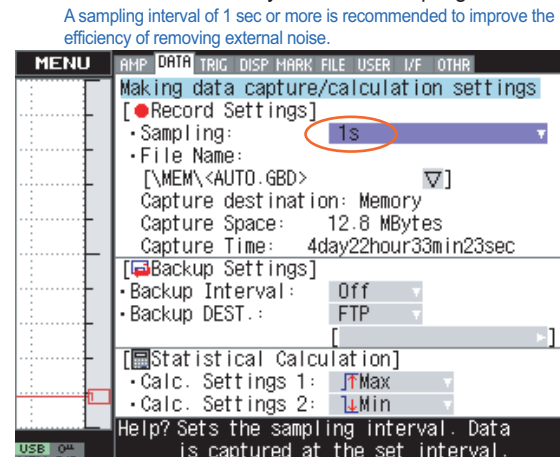 A sampling interval of 1 sec or more is recommended to improve the
efficiency of removing external noise.
MENU AMP DATA TRIG DISP MARK FILE USER I/F OTHR
Making data capture/calculation settings
[●Record Settings]
・Sampling: 1s
・File Name:
[\MEM\<AUTO.GBD> ▽]
Capture destination: Memory
Capture Space: 12.8 MBytes
Capture Time: 4day22hour33min23sec
[Backup Settings]
・Backup Interval: Off
・Backup DEST.: FTP
[ ]
[Statistical Calculation]
・Calc. Settings 1: Max
・Calc. Settings 2: Min
1
Help? Sets the sampling interval. Data
is captured at the set interval.
USB